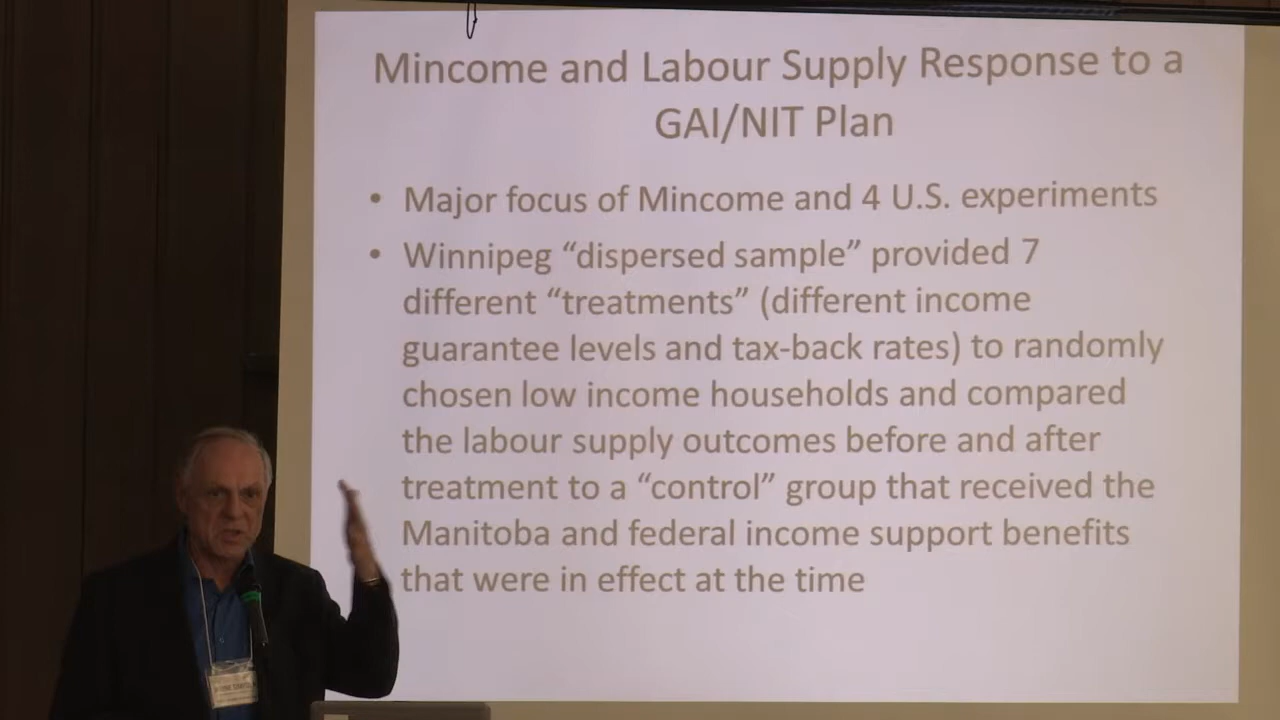 Mincome and Labour Supply Response to a
GAI/NIT Plan
• Major focus of Mincome and 4 U.S. experiments
• Winnipeg “dispersed sample” provided 7
different “treatments” (different income
guarantee levels and tax-back rates) to randomly
chosen low income households and compared
the labour supply outcomes before and after
treatment to a “control” group that received the
Manitoba and federal income support benefits
that were in effect at the time